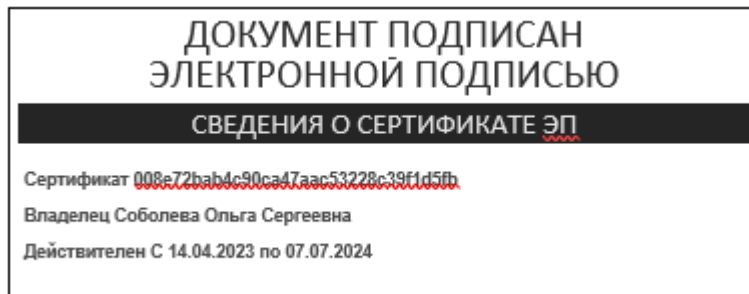 ДОКУМЕНТ ПОДПИСАН
ЭЛЕКТРОННОЙ ПОДПИСЬЮ
СВЕДЕНИЯ О СЕРТИФИКАТЕ ЭП
Сертификат 008e72bab4c90ca47aac53228c39f1d5fb
Владелец Соболева Ольга Сергеевна
Действителен С 14.04.2023 по 07.07.2024